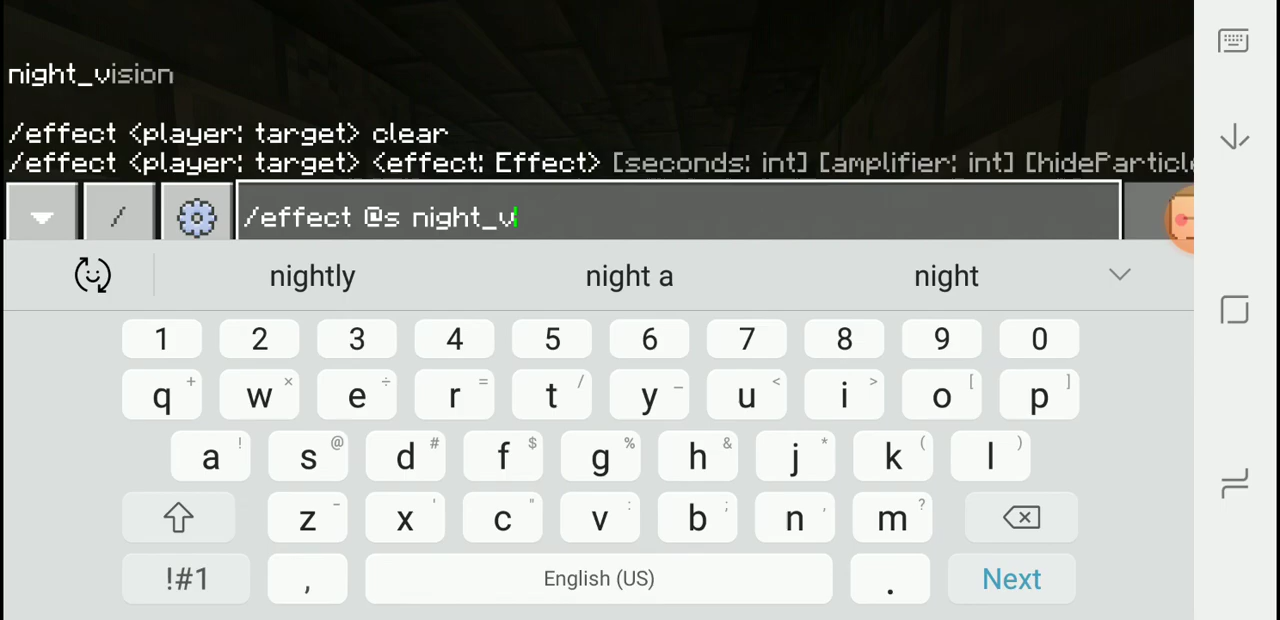 night_vision
/effect <player: target> clear
/effect <player: target> <effect: Effect> [seconds: int] [amplifier: int] [hideParticle
/ /effect @s night_v
nightly night a night
1 2 3 4 5 6 7 8 9 0
q + w × e ÷ r = t / y _ u < i > o [ p ]
a ! s @ d # f $ g % h & j * k ( l )
z - x ' c " v : b ; n , m ?
!#1 , English (US) . Next